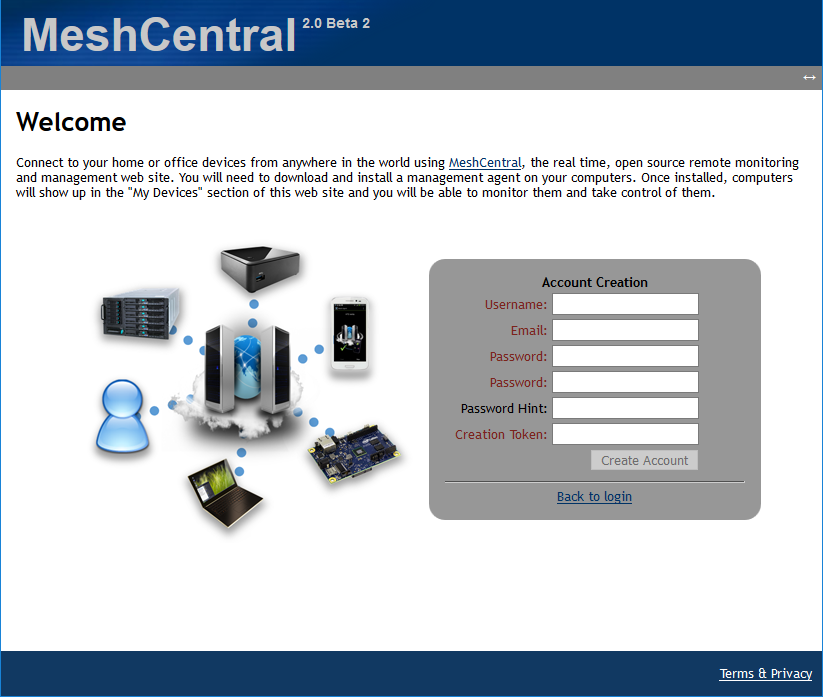 MeshCentral 2.0 Beta 2
Welcome
Connect to your home or office devices from anywhere in the world using MeshCentral, the real time, open source remote monitoring
and management web site. You will need to download and install a management agent on your computers. Once installed, computers
will show up in the "My Devices" section of this web site and you will be able to monitor them and take control of them.
Account Creation
Username:
Email:
Password:
Password:
Password Hint:
Creation Token:
Create Account
Back to login
Terms & Privacy